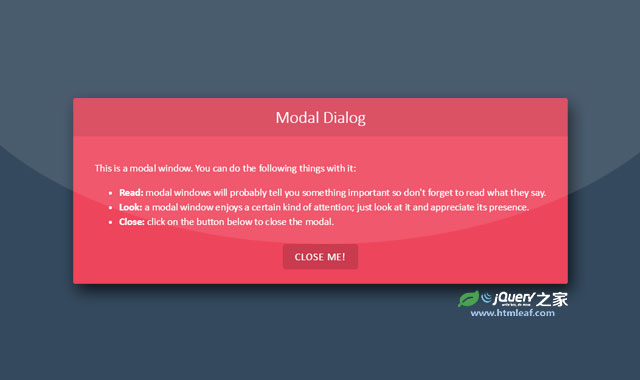 Modal Dialog
This is a modal window. You can do the following things with it:
• Read: modal windows will probably tell you something important so don't forget to read what they say.
• Look: a modal window enjoys a certain kind of attention; just look at it and appreciate its presence.
• Close: click on the button below to close the modal.
CLOSE ME!
jQuery之家
www.htmleaf.com